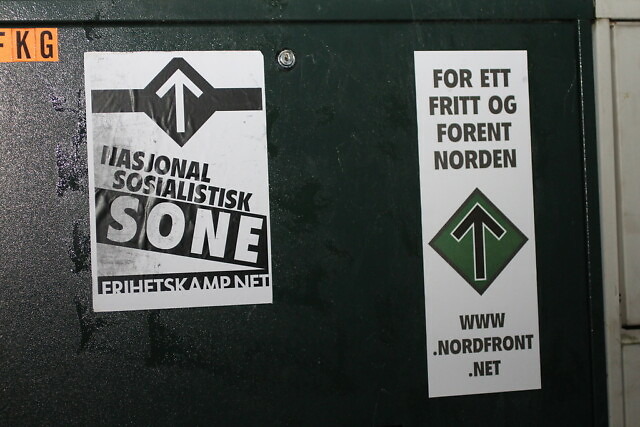 FKG
NASJONAL
SOSIALISTISK
SONE
FRIHETSKAMP.NET
FOR ETT
FRITT OG
FORENT
NORDEN
WWW
.NORDFRONT
.NET